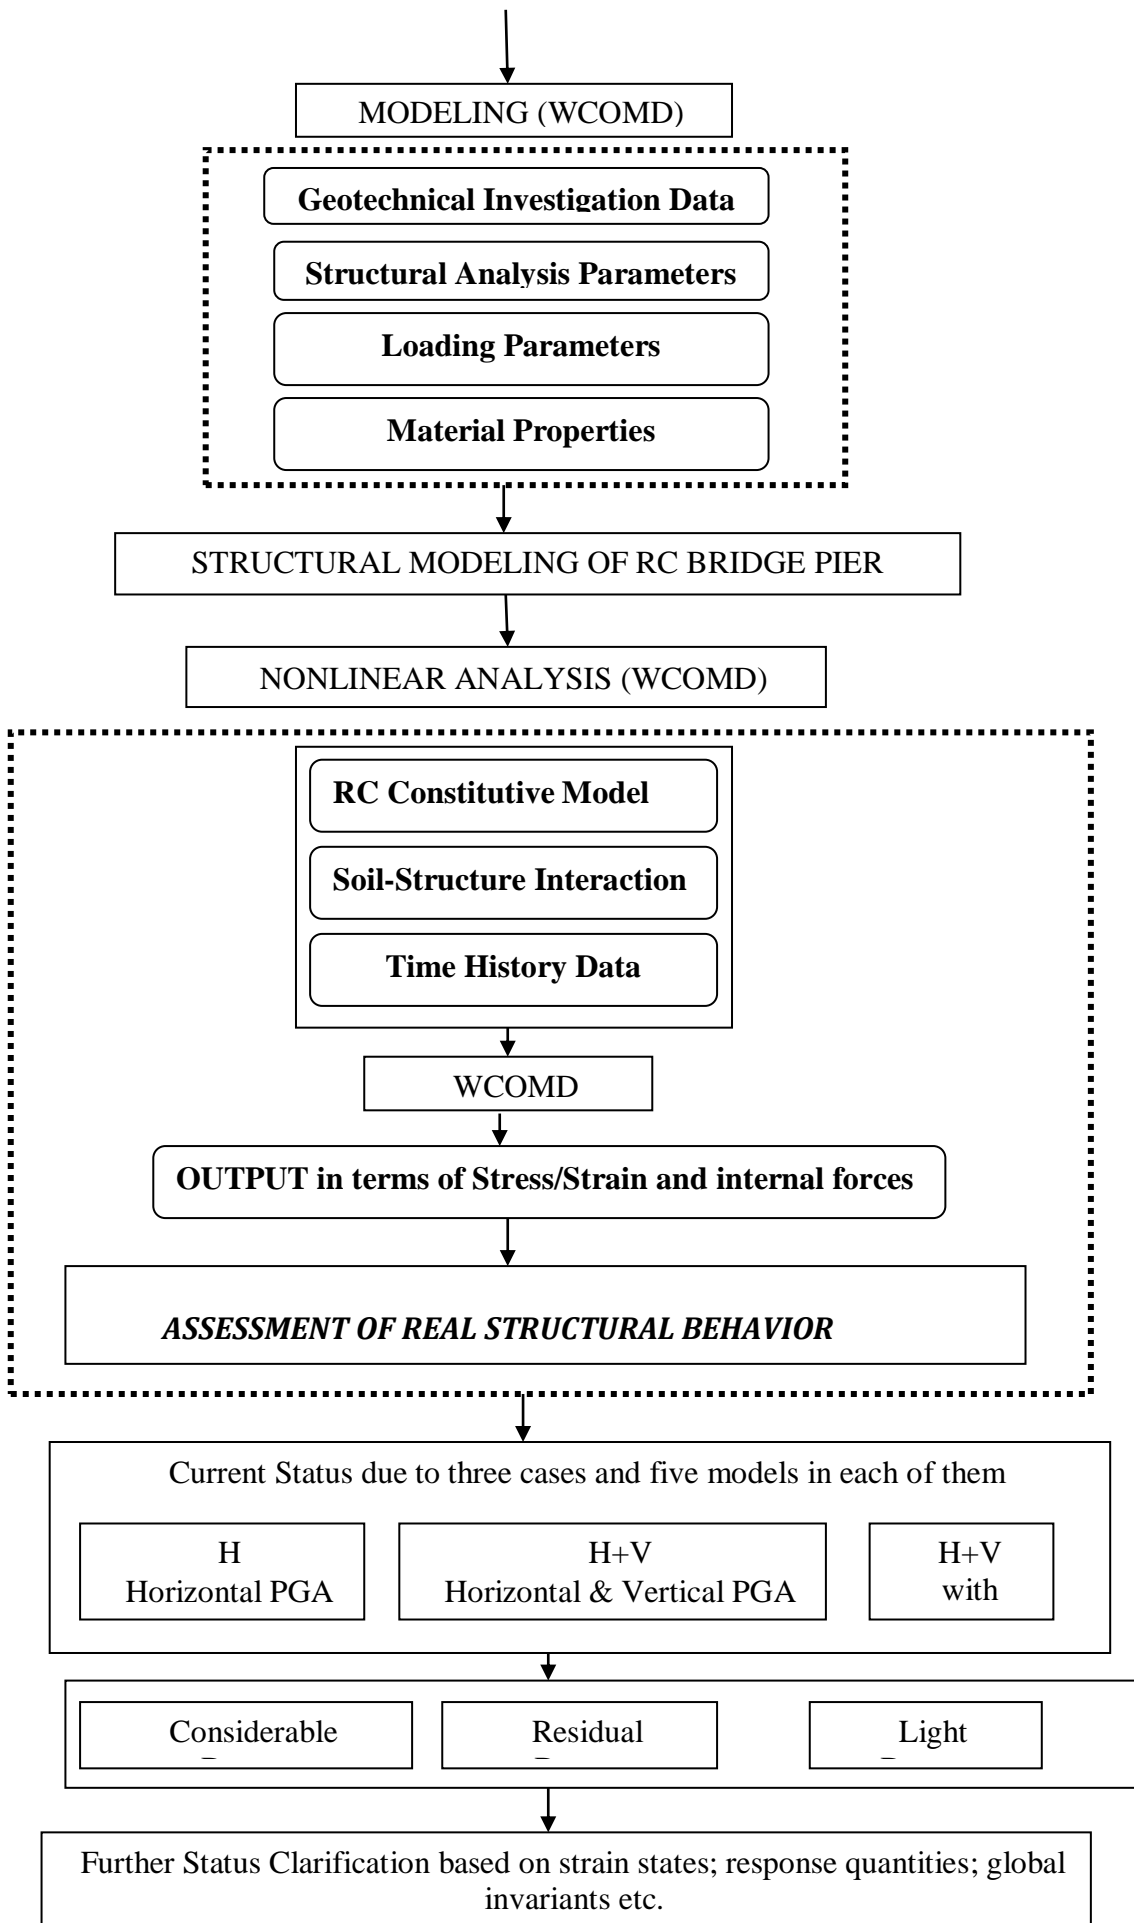 MODELING (WCOMD)
Geotechnical Investigation Data
Structural Analysis Parameters
Loading Parameters
Material Properties
STRUCTURAL MODELING OF RC BRIDGE PIER
NONLINEAR ANALYSIS (WCOMD)
RC Constitutive Model
Soil-Structure Interaction
Time History Data
WCOMD
OUTPUT in terms of Stress/Strain and internal forces
ASSESSMENT OF REAL STRUCTURAL BEHAVIOR
Current Status due to three cases and five models in each of them
H
Horizontal PGA
H+V
Horizontal & Vertical PGA
H+V
with
Considerable
Residual
Light
Further Status Clarification based on strain states; response quantities; global
invariants etc.